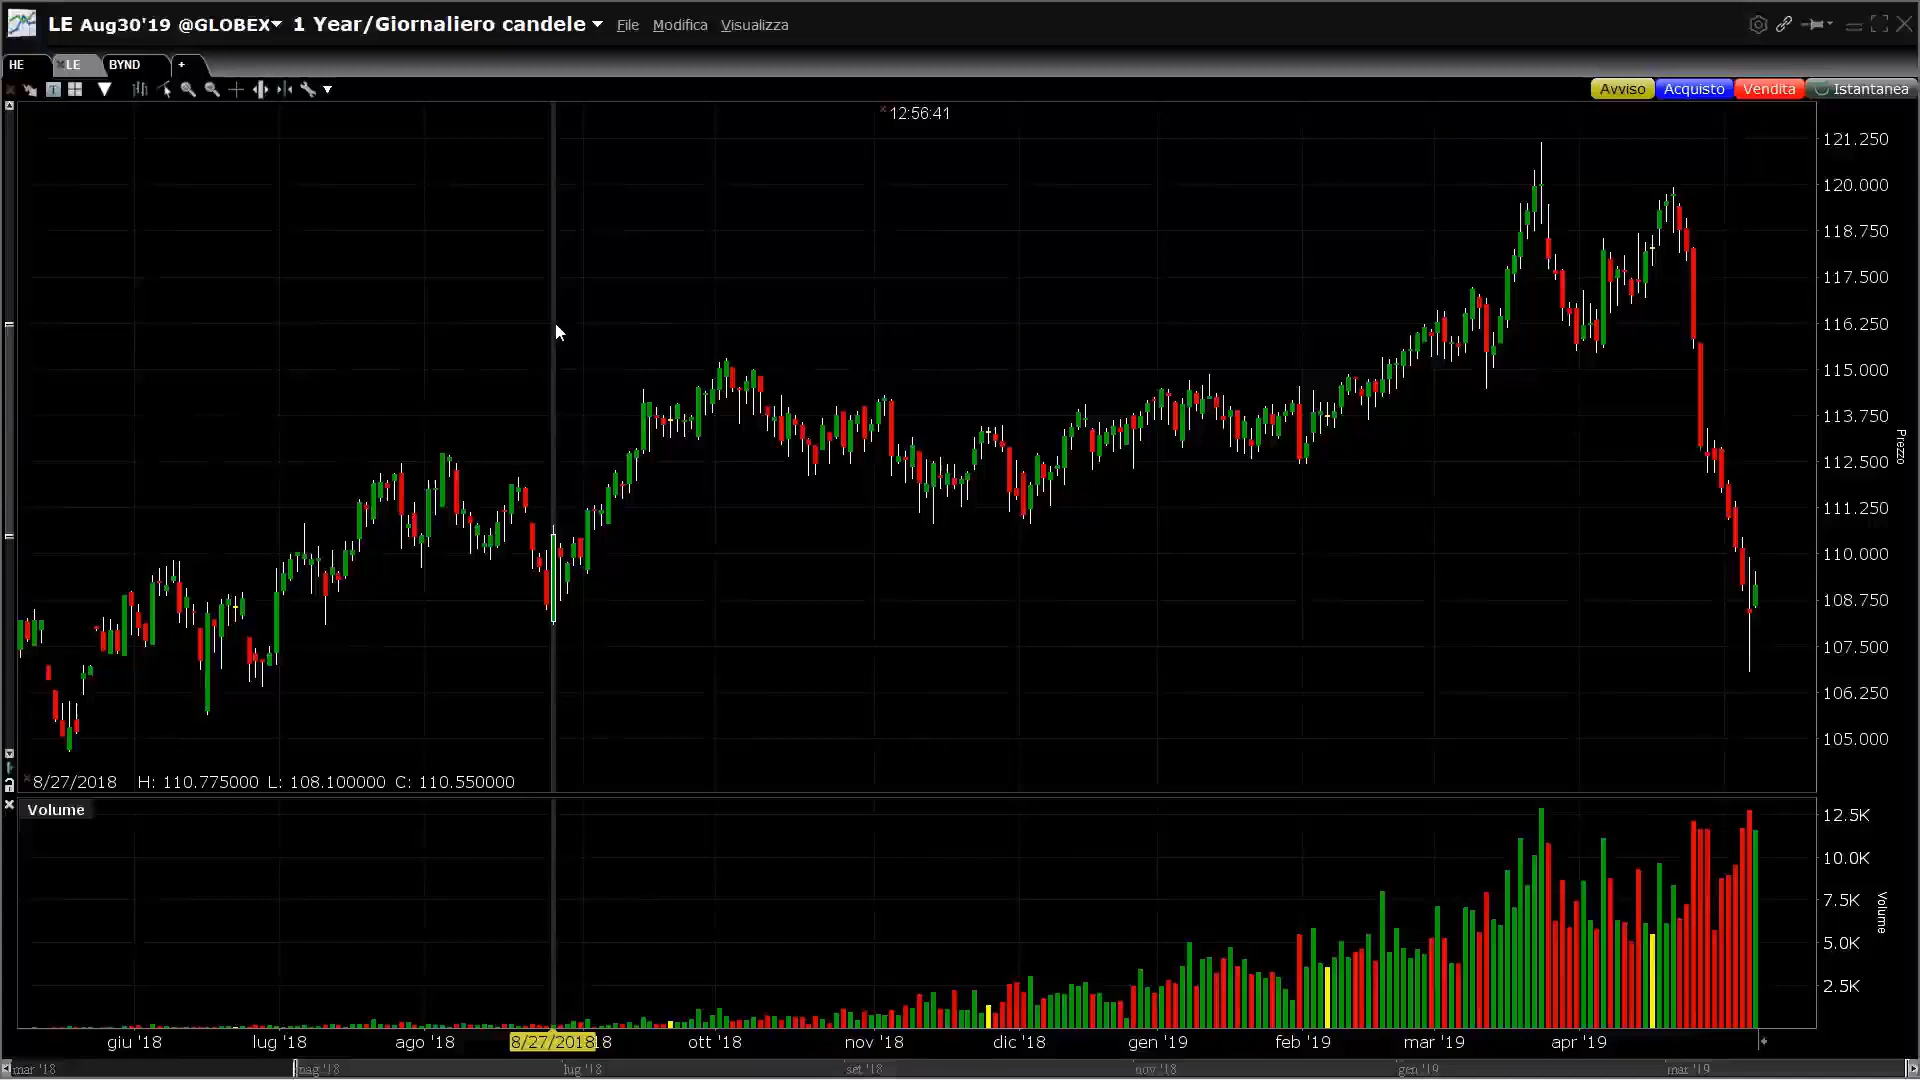 LE Aug30'19 @GLOBEX 1 Year/Giornaliero candele File Modifica Visualizza
HE LE BYND +
Avviso Acquisto Vendita Istantanea
12:56:41
121.250
120.000
118.750
117.500
116.250
115.000
113.750
112.500
111.250
110.000
108.750
107.500
106.250
105.000
Prezzo
8/27/2018 H: 110.775000 L: 108.100000 C: 110.550000
Volume
12.5K
10.0K
7.5K
5.0K
2.5K
Volume
giu '18 lug '18 ago '18 8/27/2018 18 ott '18 nov '18 dic '18 gen '19 feb '19 mar '19 apr '19
mar '18 mag '18 lug '18 set '18 nov '18 gen '19 mar '19